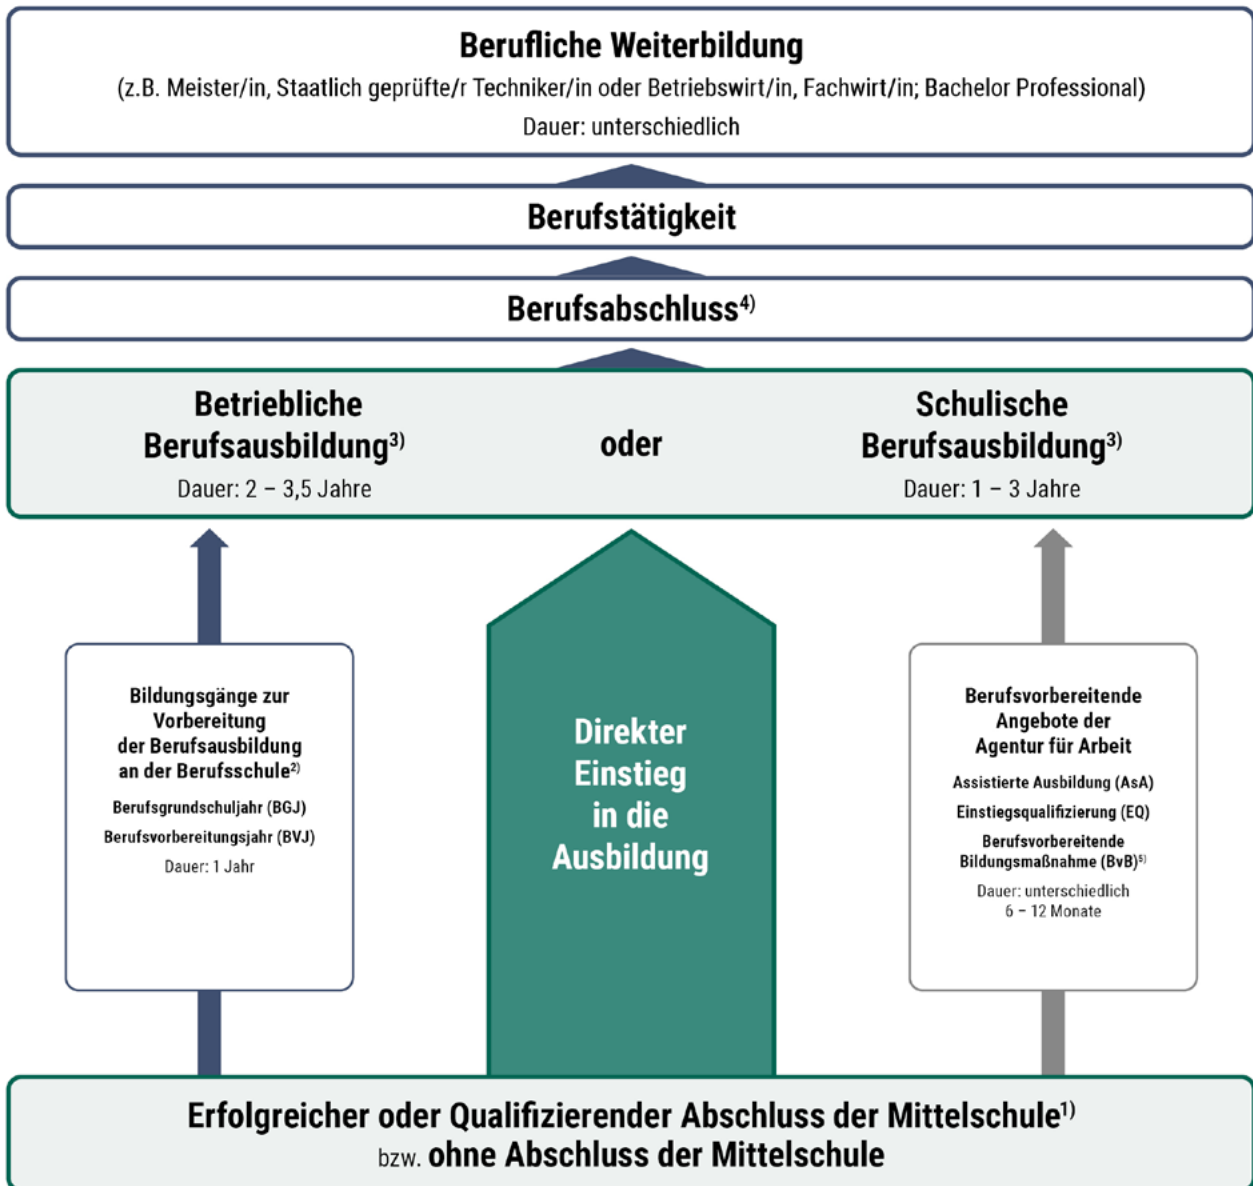 Berufliche Weiterbildung
(z.B. Meister/in, Staatlich geprüfte/r Techniker/in oder Betriebswirt/in, Fachwirt/in; Bachelor Professional)
Dauer: unterschiedlich
Berufstätigkeit
Berufsabschluss⁴⁾
Betriebliche
Berufsausbildung³⁾
Dauer: 2 – 3,5 Jahre
oder
Schulische
Berufsausbildung³⁾
Dauer: 1 – 3 Jahre
Bildungsgänge zur
Vorbereitung
der Berufsausbildung
an der Berufsschule²⁾
Berufsgrundschuljahr (BGJ)
Berufsvorbereitungsjahr (BVJ)
Dauer: 1 Jahr
Direkter
Einstieg
in die
Ausbildung
Berufsvorbereitende
Angebote der
Agentur für Arbeit
Assistierte Ausbildung (AsA)
Einstiegsqualifizierung (EQ)
Berufsvorbereitende
Bildungsmaßnahme (BvB)⁵⁾
Dauer: unterschiedlich
6 – 12 Monate
Erfolgreicher oder Qualifizierender Abschluss der Mittelschule¹⁾
bzw. ohne Abschluss der Mittelschule